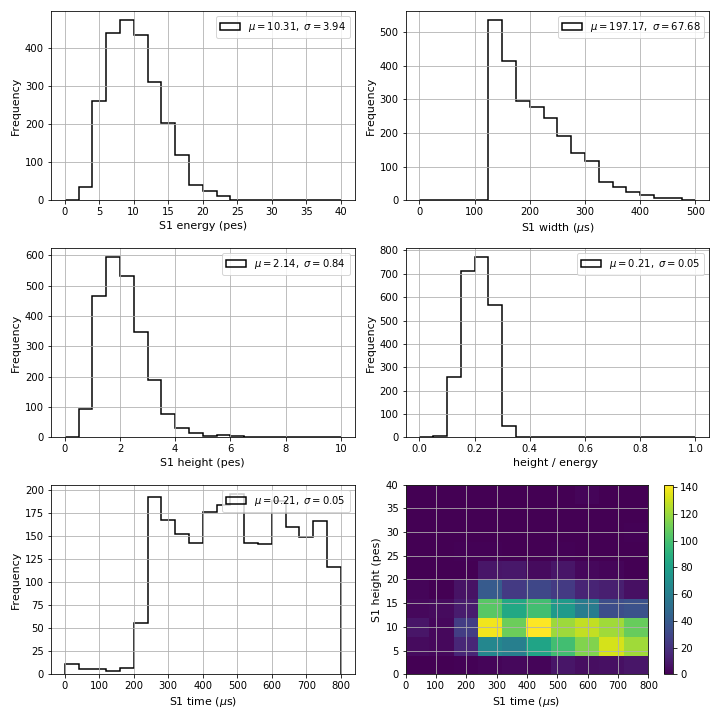 μ = 10.31, σ = 3.94
Frequency
400
300
200
100
0
0 5 10 15 20 25 30 35 40
S1 energy (pes)
μ = 197.17, σ = 67.68
Frequency
500
400
300
200
100
0
0 100 200 300 400 500
S1 width (μs)
μ = 2.14, σ = 0.84
Frequency
600
500
400
300
200
100
0
0 2 4 6 8 10
S1 height (pes)
μ = 0.21, σ = 0.05
Frequency
800
700
600
500
400
300
200
100
0
0.0 0.2 0.4 0.6 0.8 1.0
height / energy
μ = 0.21, σ = 0.05
Frequency
200
175
150
125
100
75
50
25
0
0 100 200 300 400 500 600 700 800
S1 time (μs)
S1 height (pes)
40
35
30
25
20
15
10
5
0
0 100 200 300 400 500 600 700 800
S1 time (μs)
140
120
100
80
60
40
20
0